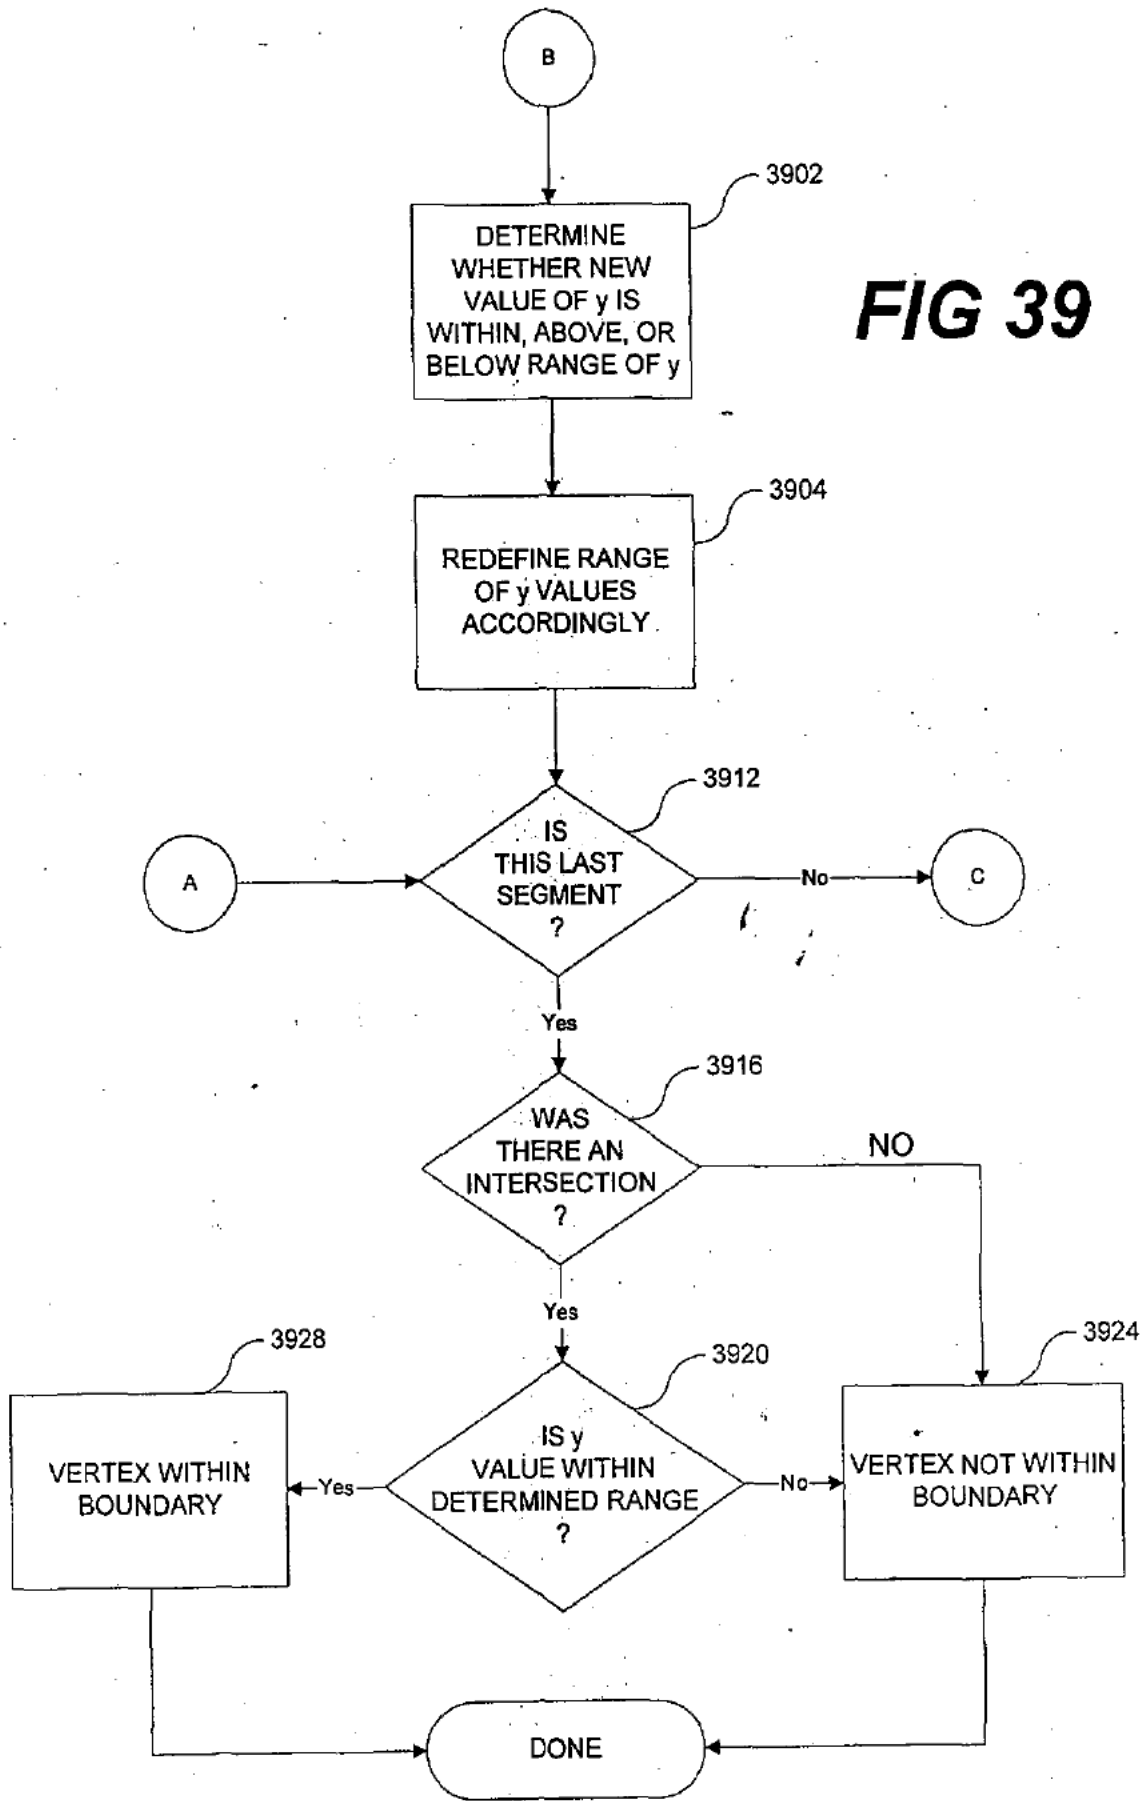 B
3902
DETERMINE
WHETHER NEW
VALUE OF y IS
WITHIN, ABOVE, OR
BELOW RANGE OF y
FIG 39
3904
REDEFINE RANGE
OF y VALUES
ACCORDINGLY
3912
IS
THIS LAST
SEGMENT
?
A
No
C
Yes
3916
WAS
THERE AN
INTERSECTION
?
NO
Yes
3928
3920
3924
IS y
VALUE WITHIN
DETERMINED RANGE
?
VERTEX WITHIN
BOUNDARY
Yes
No
VERTEX NOT WITHIN
BOUNDARY
DONE